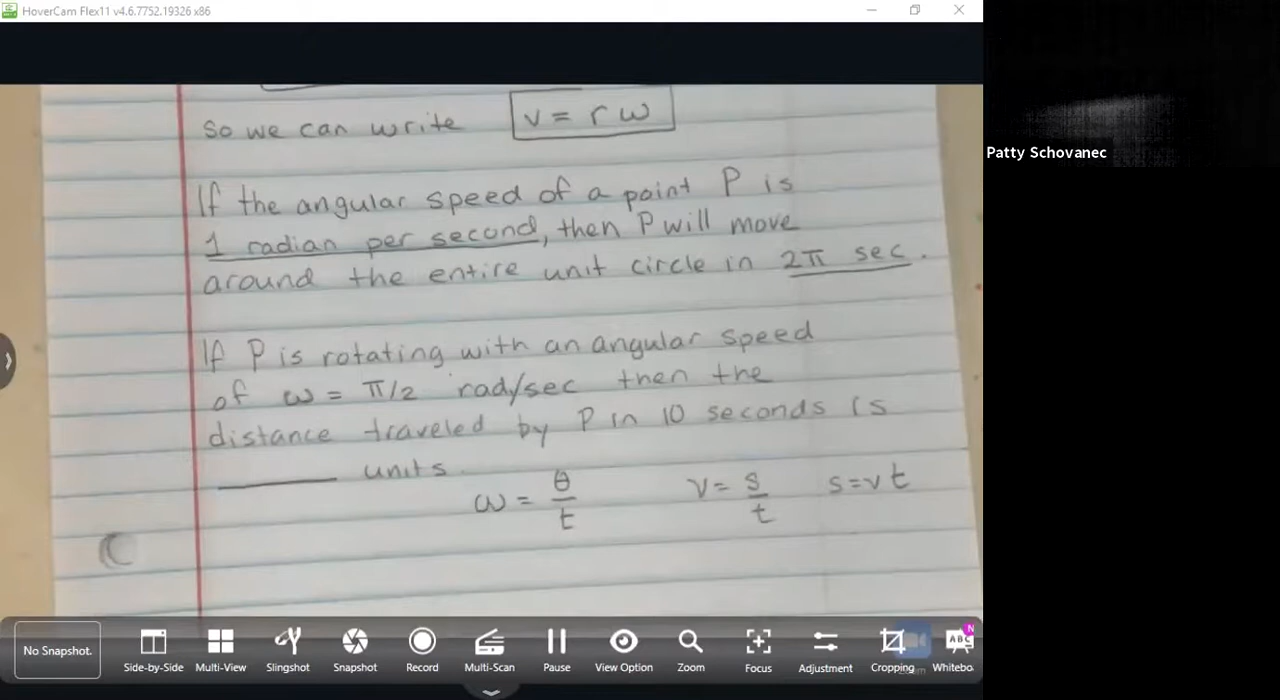 HoverCam Flex11 v4.6.7752.19326 x86
so we can write v = r ω
If the angular speed of a point P is
1 radian per second, then P will move
around the entire unit circle in 2π sec.
If P is rotating with an angular speed
of ω = π/2 rad/sec then the
distance traveled by P in 10 seconds is
______ units.
ω = θ/t v = s/t s = v t
Patty Schovanec
No Snapshot.
Side-by-Side Multi-View Slingshot Snapshot Record Multi-Scan Pause View Option Zoom Focus Adjustment Cropping Whitebo
ABC N